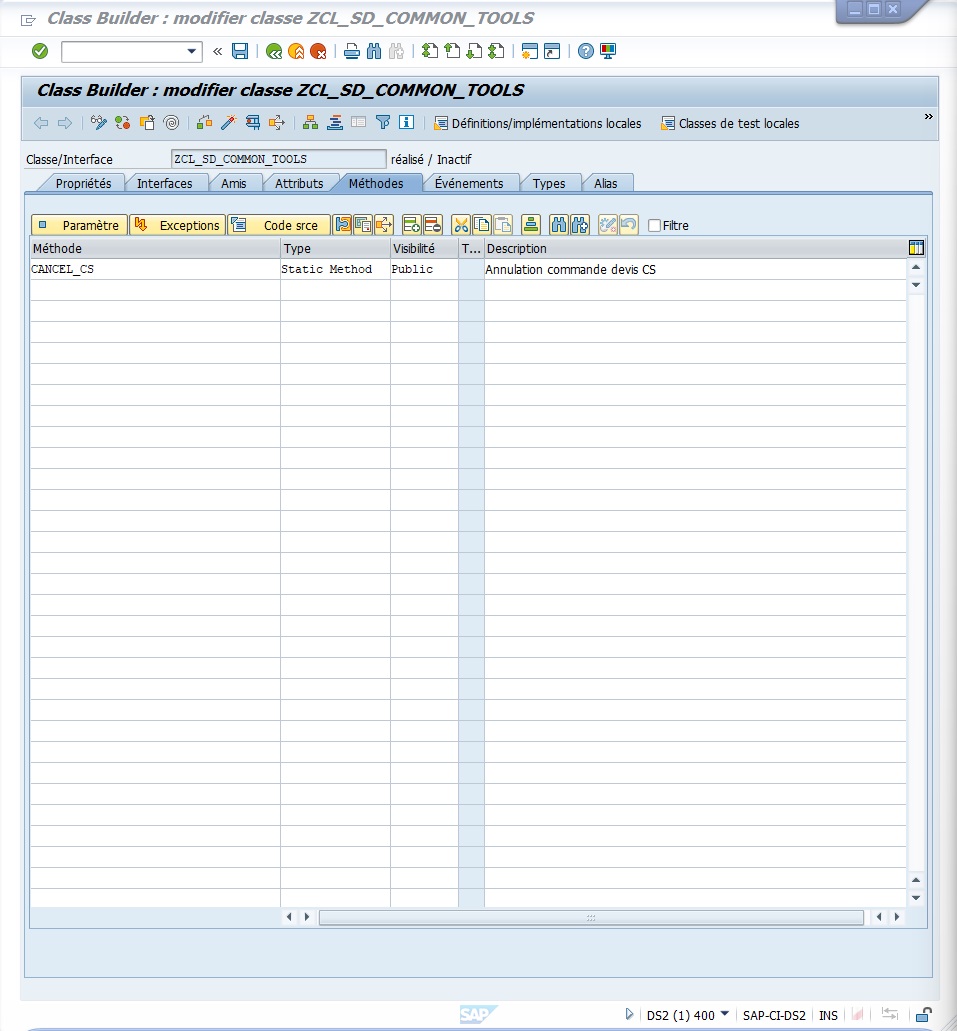 Class Builder : modifier classe ZCL_SD_COMMON_TOOLS
Class Builder : modifier classe ZCL_SD_COMMON_TOOLS
Définitions/implémentations locales Classes de test locales
Classe/Interface ZCL_SD_COMMON_TOOLS réalisé / Inactif
Propriétés Interfaces Amis Attributs Méthodes Événements Types Alias
Paramètre Exceptions Code srce Filtre
Méthode Type Visibilité T... Description
CANCEL_CS Static Method Public Annulation commande devis CS
SAP DS2 (1) 400 SAP-CI-DS2 INS